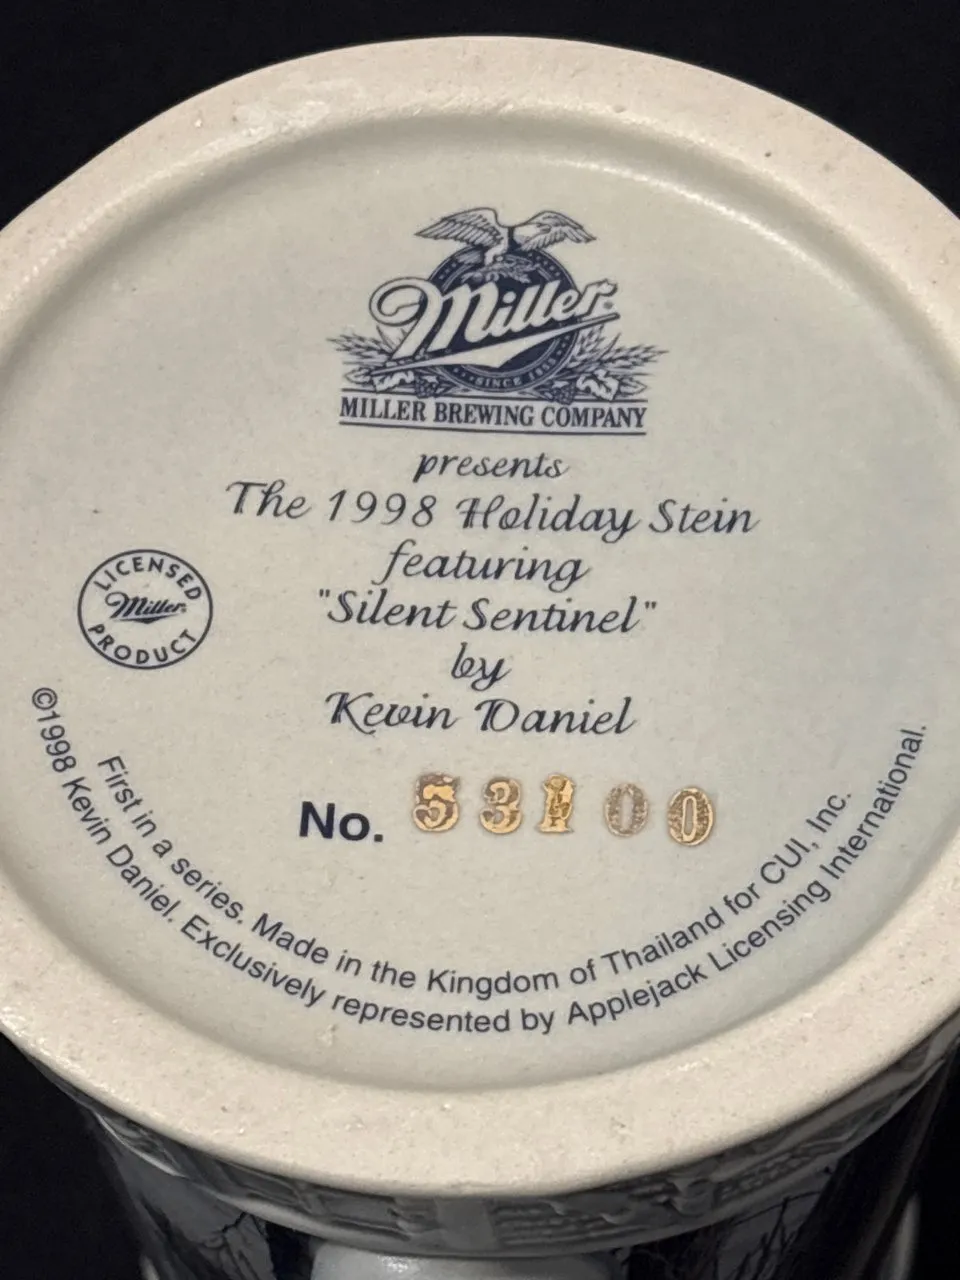 Miller
SINCE 1855
MILLER BREWING COMPANY
presents
The 1998 Holiday Stein
featuring
"Silent Sentinel"
by
Kevin Daniel
No. 53100
LICENSED
Miller
PRODUCT
First in a series. Made in the Kingdom of Thailand for CUI, Inc.
©1998 Kevin Daniel. Exclusively represented by Applejack Licensing International.